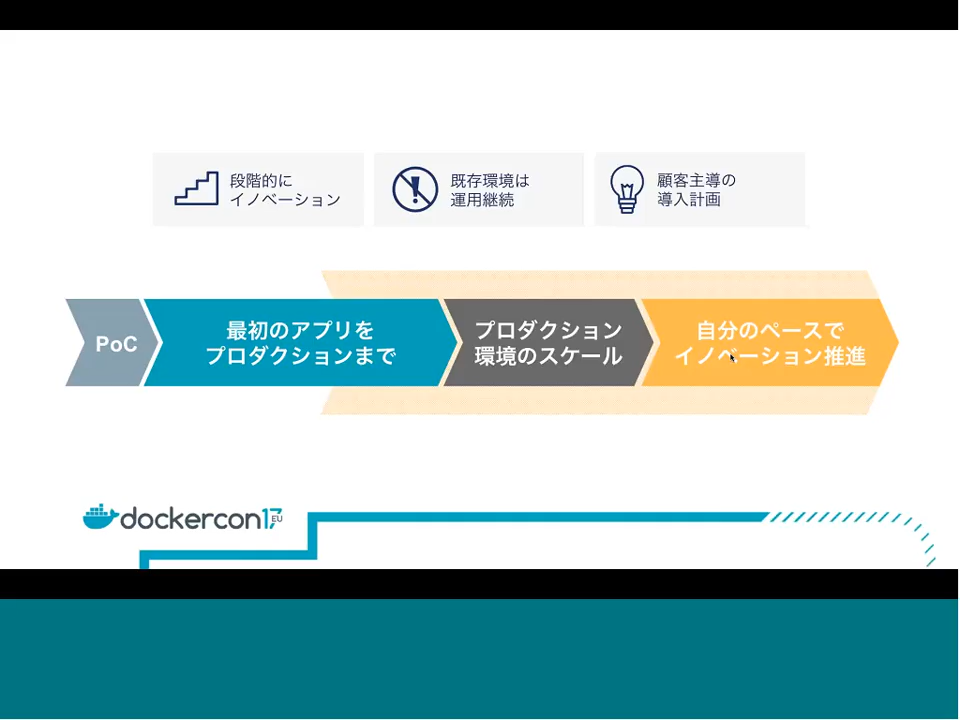 段階的に
イノベーション
既存環境は
運用継続
顧客主導の
導入計画
PoC
最初のアプリを
プロダクションまで
プロダクション
環境のスケール
自分のペースで
イノベーション推進
dockercon17
EU